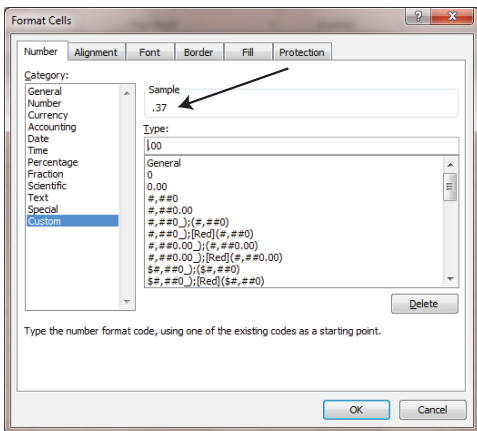 Format Cells
Number Alignment Font Border Fill Protection
Category:
General
Number
Currency
Accounting
Date
Time
Percentage
Fraction
Scientific
Text
Special
Custom
Sample
.37
Type:
.00
General
0
0.00
#,##0
#,##0.00
#,##0_);(#,##0)
#,##0_);[Red](#,##0)
#,##0.00_);(#,##0.00)
#,##0.00_);[Red](#,##0.00)
$#,##0_);($#,##0)
$#,##0_);[Red]($#,##0)
Delete
Type the number format code, using one of the existing codes as a starting point.
OK Cancel